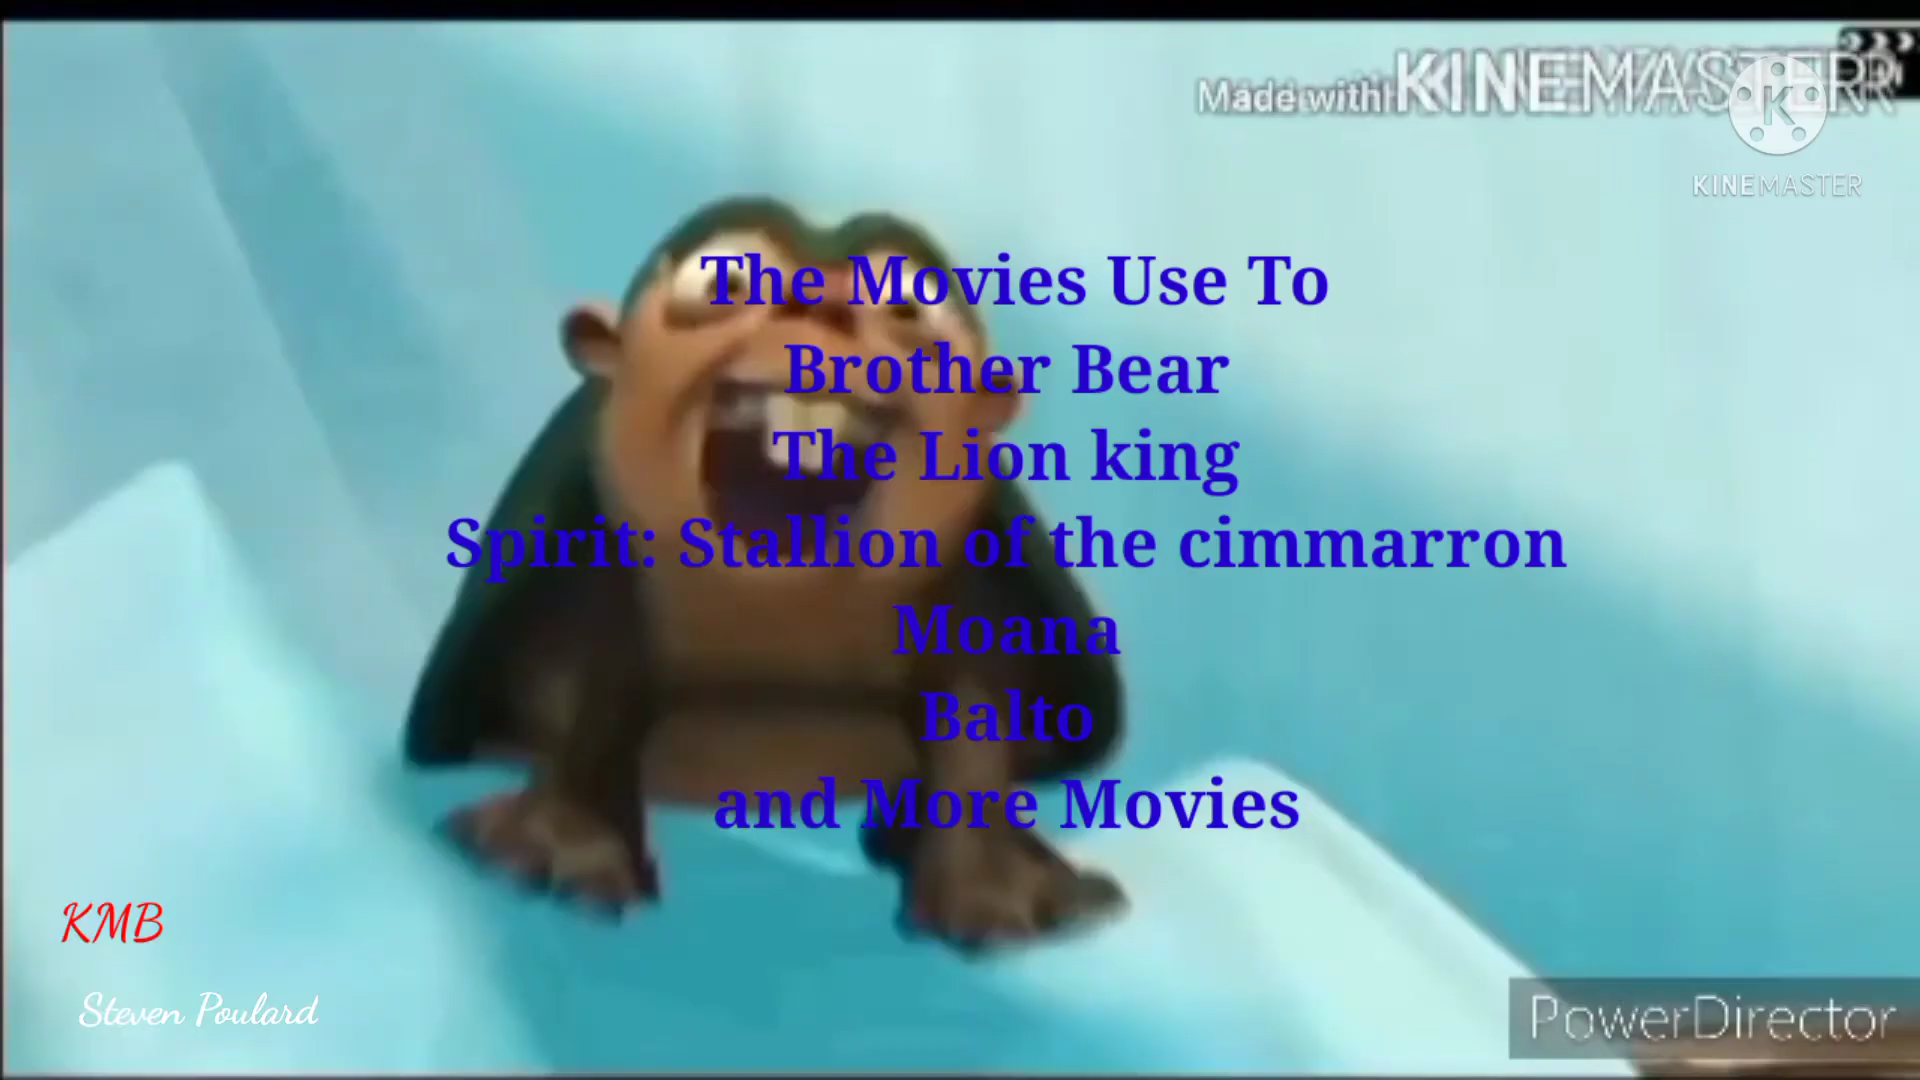 Made with KINEMASTER
KINEMASTER
The Movies Use To
Brother Bear
The Lion king
Spirit: Stallion of the cimmarron
Moana
Balto
and More Movies
KMB
Steven Poulard
PowerDirector